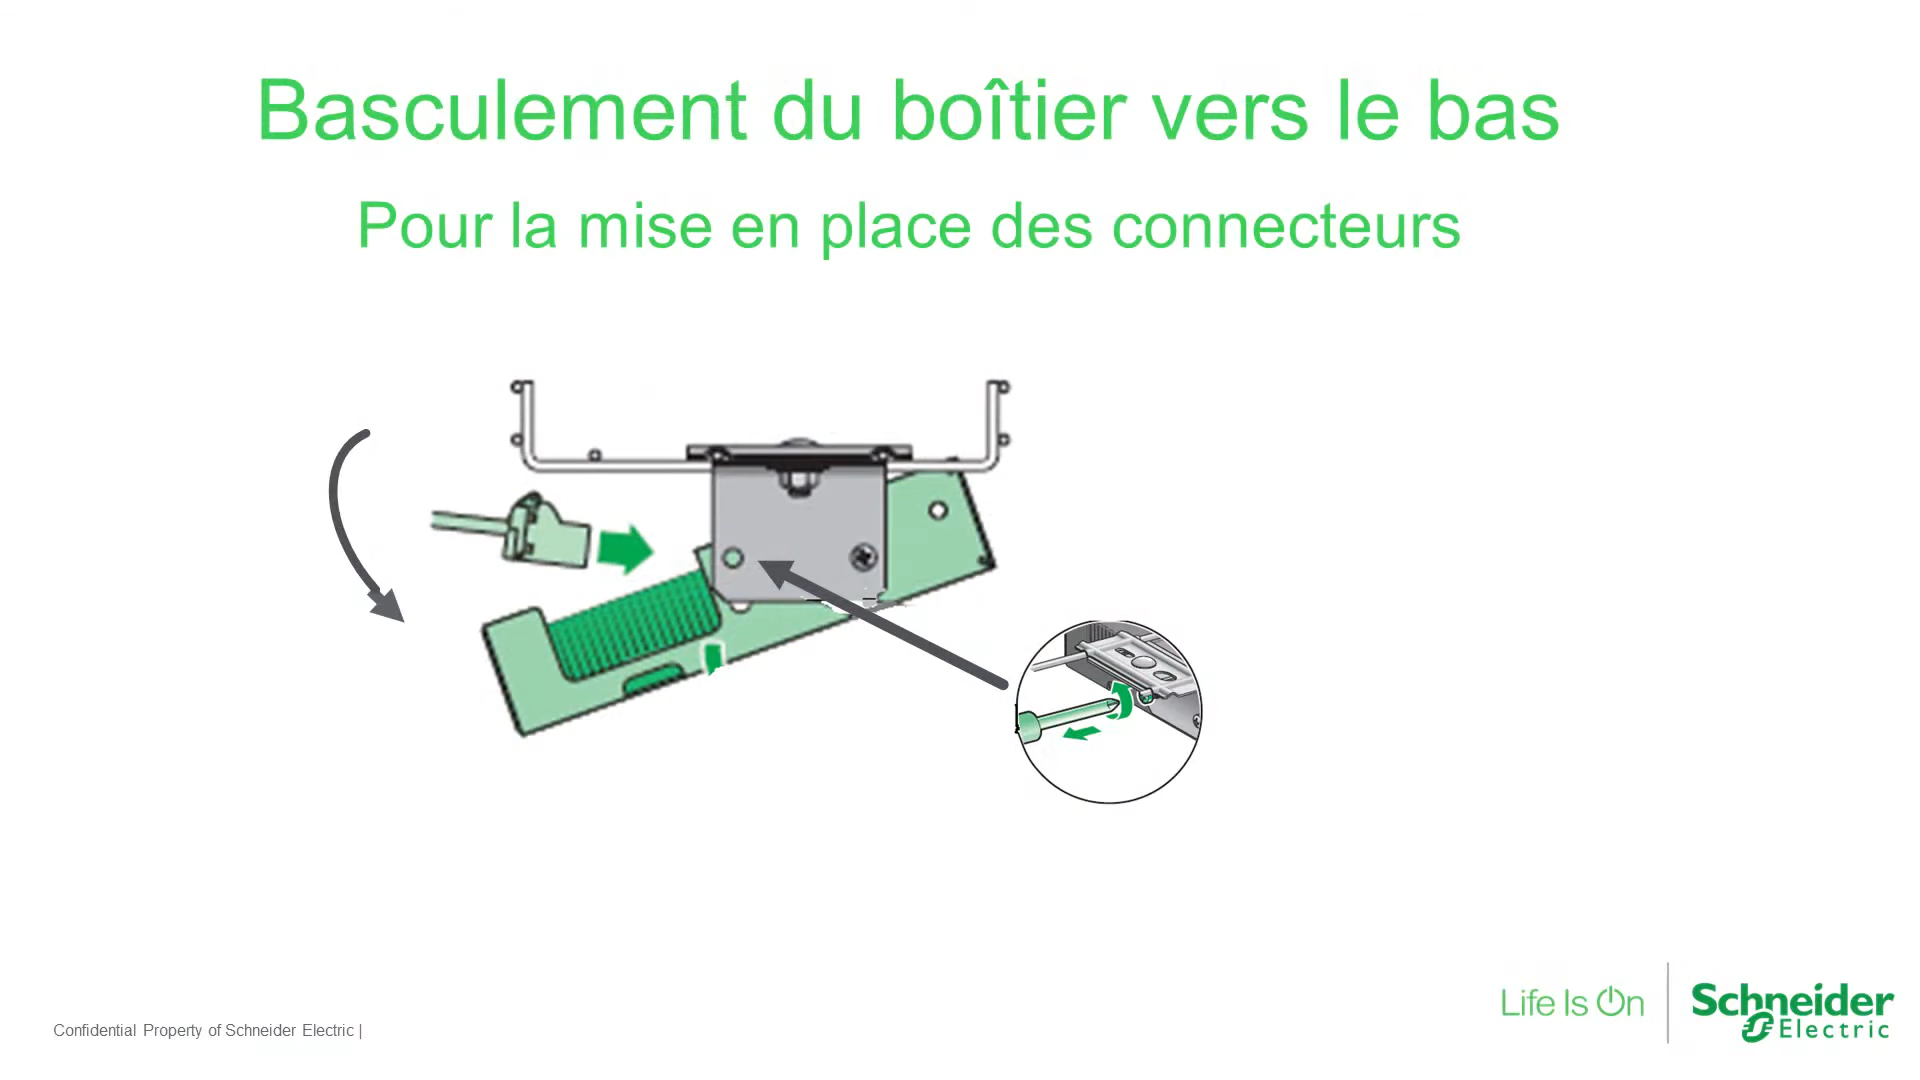 Basculement du boîtier vers le bas
Pour la mise en place des connecteurs
Life Is On
Schneider
Electric
Confidential Property of Schneider Electric |